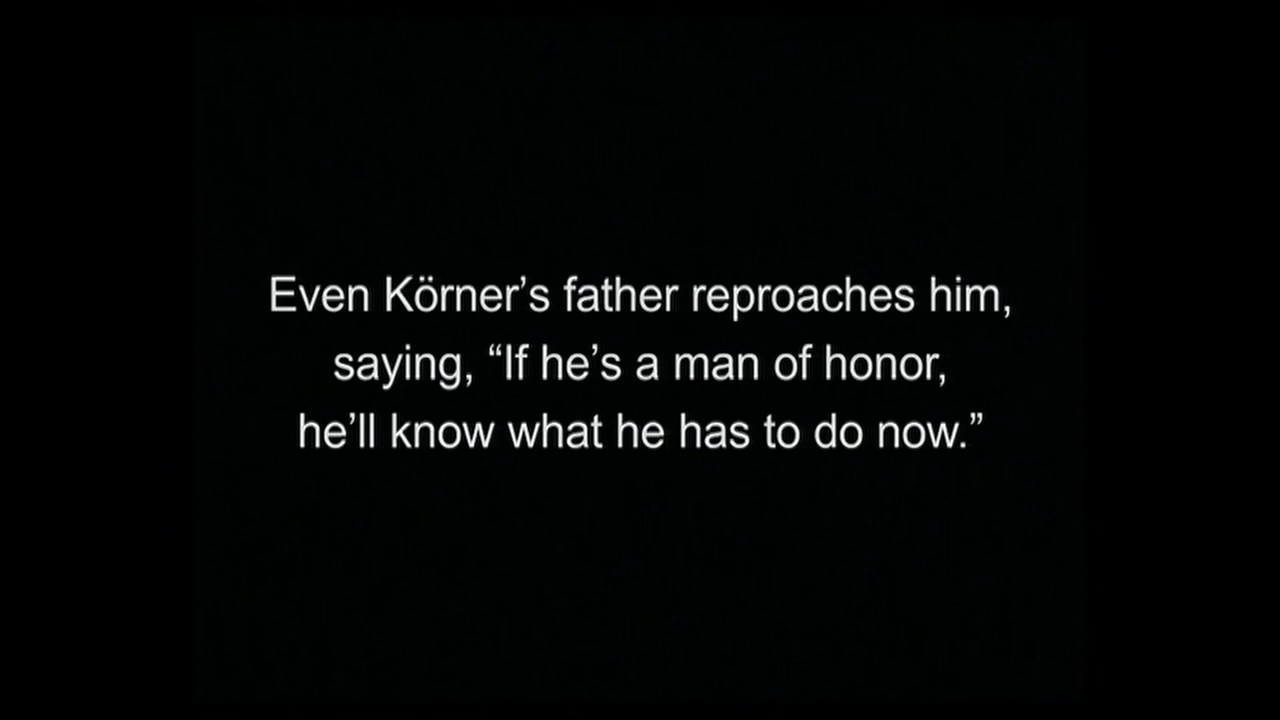 Even Körner’s father reproaches him,
saying, “If he’s a man of honor,
he’ll know what he has to do now.”